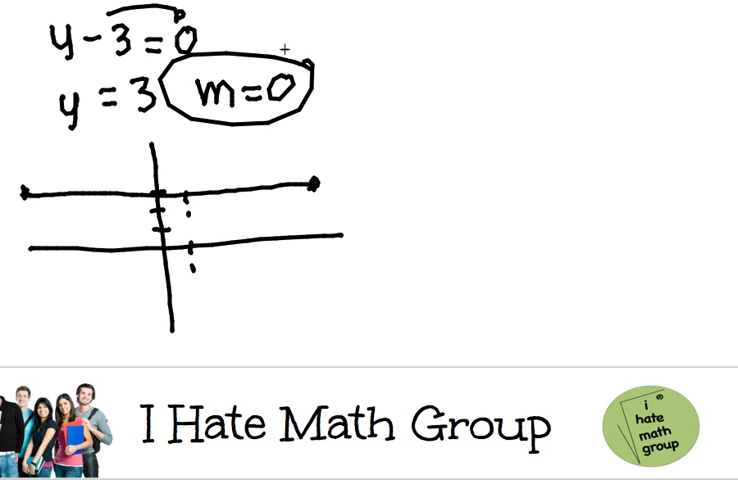 y - 3 = 0
y = 3 m = 0
I Hate Math Group
i
hate
math
group